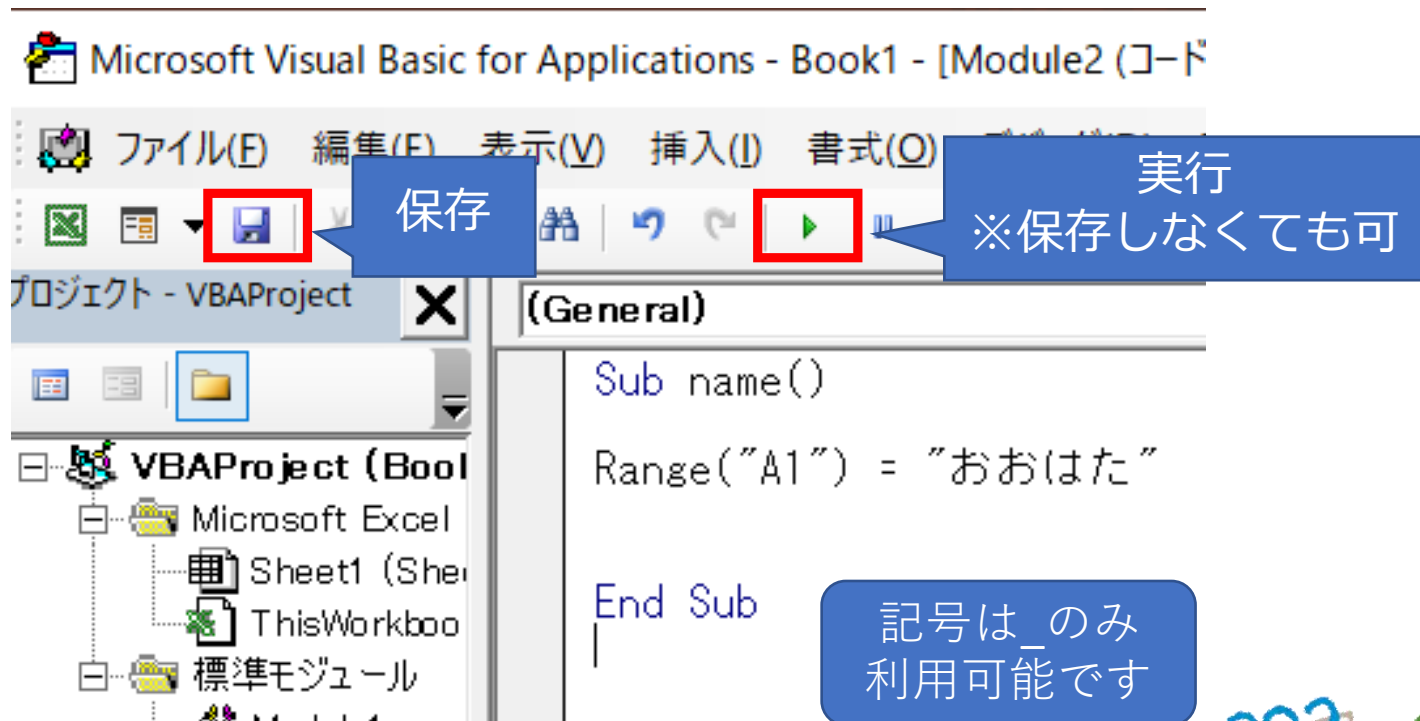 Microsoft Visual Basic for Applications - Book1 - [Module2 (コード
ファイル(F) 編集(E) 表示(V) 挿入(I) 書式(O)
保存
実行
※保存しなくても可
プロジェクト - VBAProject
(General)
Sub name()
Range("A1") = "おおはた"
End Sub
VBAProject (Book
Microsoft Excel
Sheet1 (Shee
ThisWorkboo
標準モジュール
記号は_のみ
利用可能です